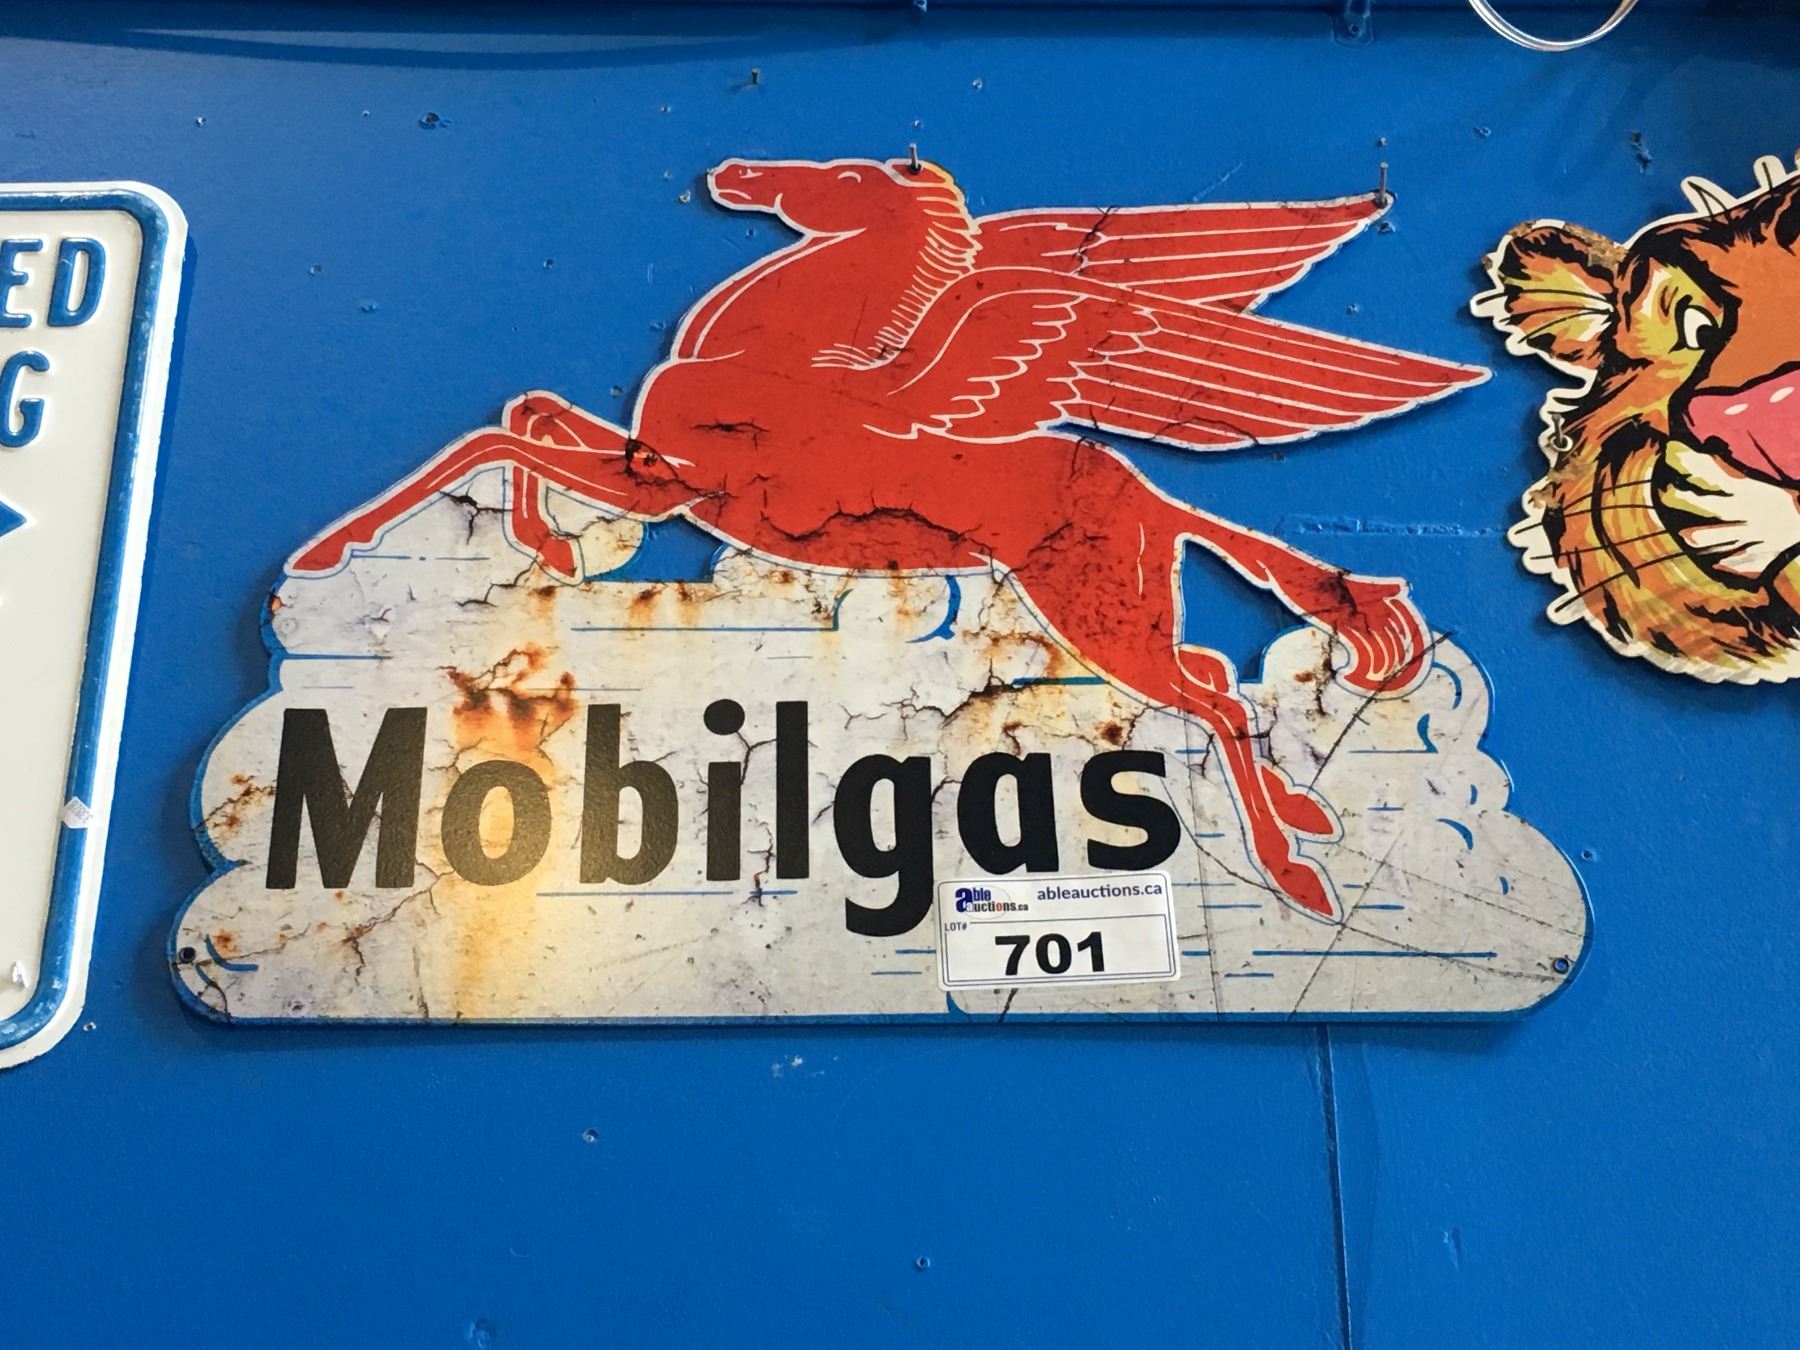 ED
G
Mobilgas
able auctions.ca
ableauctions.ca
LOT#
701